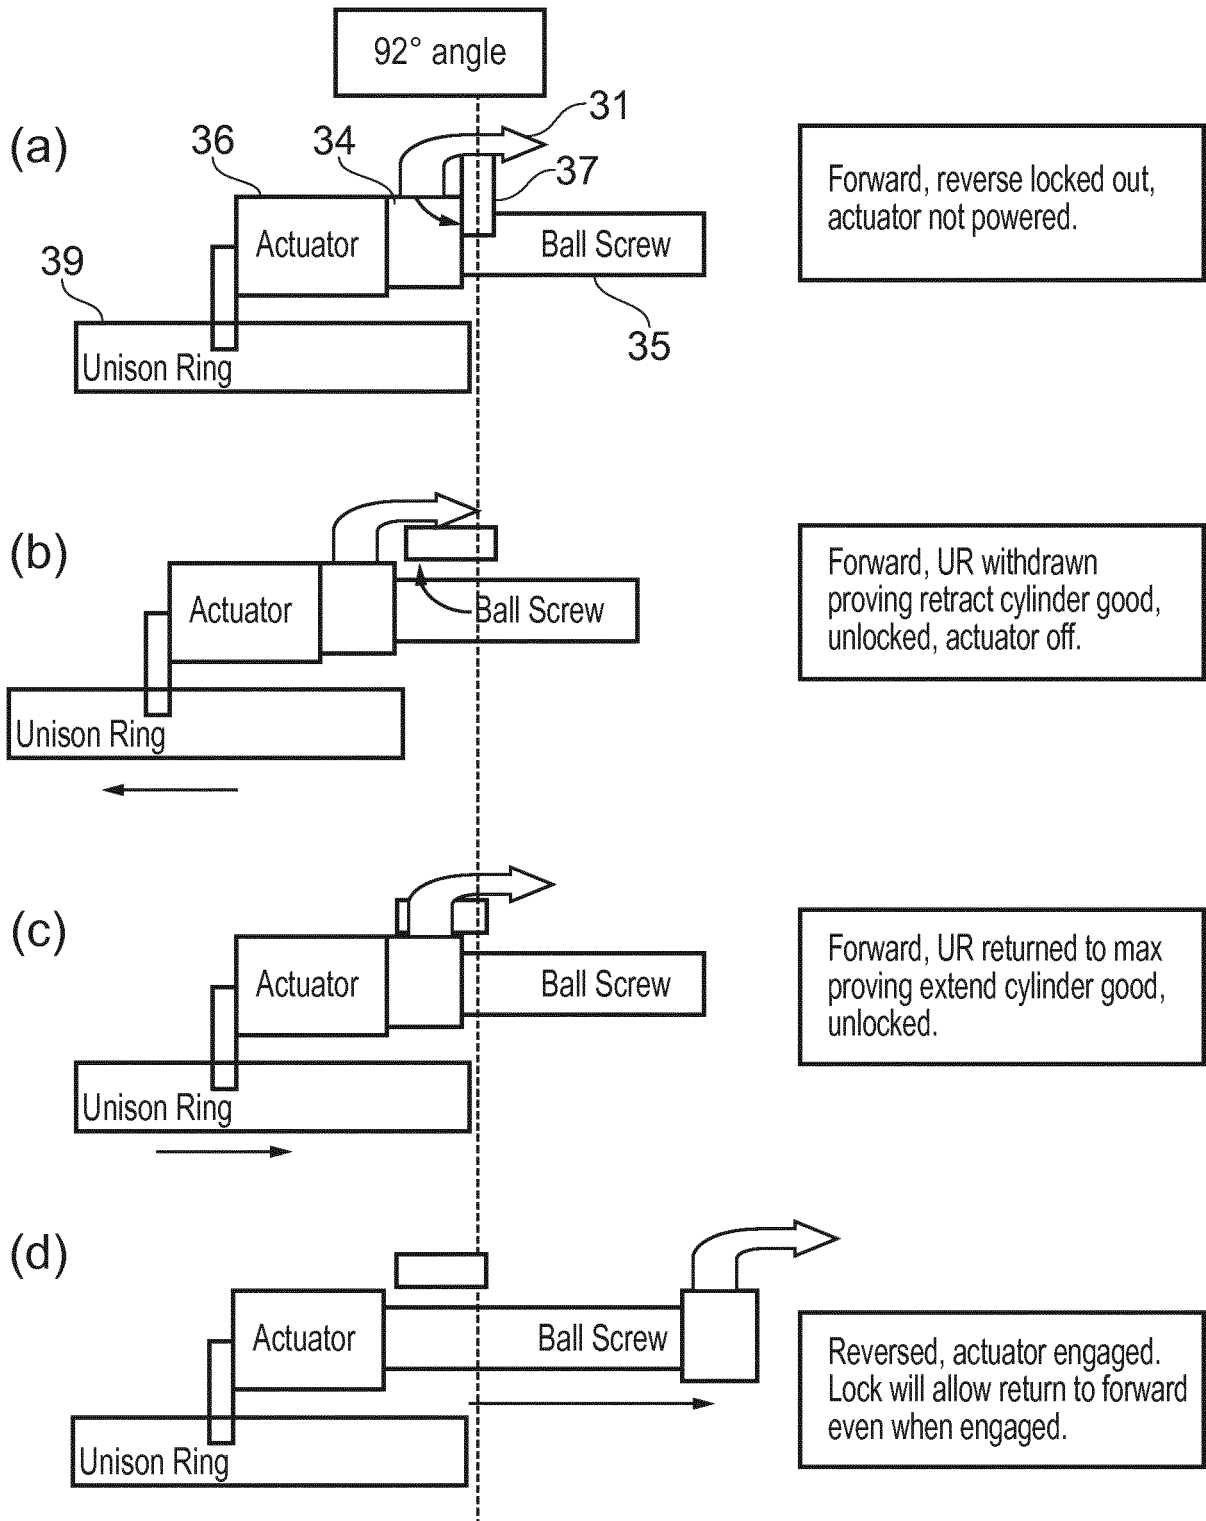 92° angle
(a)
36
34
31
37
39
Actuator
Ball Screw
35
Unison Ring
Forward, reverse locked out,
actuator not powered.
(b)
Actuator
Ball Screw
Unison Ring
Forward, UR withdrawn
proving retract cylinder good,
unlocked, actuator off.
(c)
Actuator
Ball Screw
Unison Ring
Forward, UR returned to max
proving extend cylinder good,
unlocked.
(d)
Actuator
Ball Screw
Unison Ring
Reversed, actuator engaged.
Lock will allow return to forward
even when engaged.